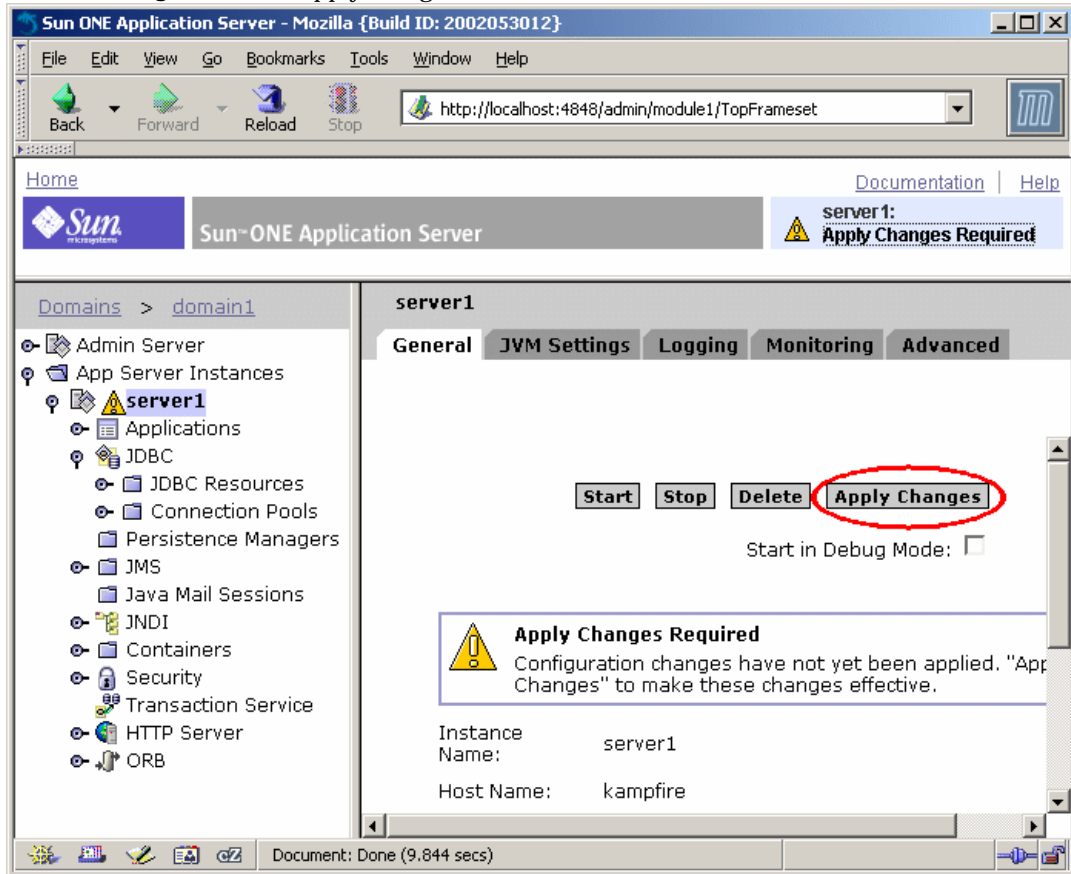 Sun ONE Application Server - Mozilla {Build ID: 2002053012}
File Edit View Go Bookmarks Tools Window Help
Back Forward Reload Stop
http://localhost:4848/admin/module1/TopFrameset
Home
Documentation | Help
Sun
microsystems
Sun™ ONE Application Server
server1:
Apply Changes Required
Domains > domain1
Admin Server
App Server Instances
server1
Applications
JDBC
JDBC Resources
Connection Pools
Persistence Managers
JMS
Java Mail Sessions
JNDI
Containers
Security
Transaction Service
HTTP Server
ORB
server1
General JVM Settings Logging Monitoring Advanced
Start Stop Delete Apply Changes
Start in Debug Mode:
Apply Changes Required
Configuration changes have not yet been applied. "App
Changes" to make these changes effective.
Instance
Name:
server1
Host Name: kampfire
Document: Done (9.844 secs)